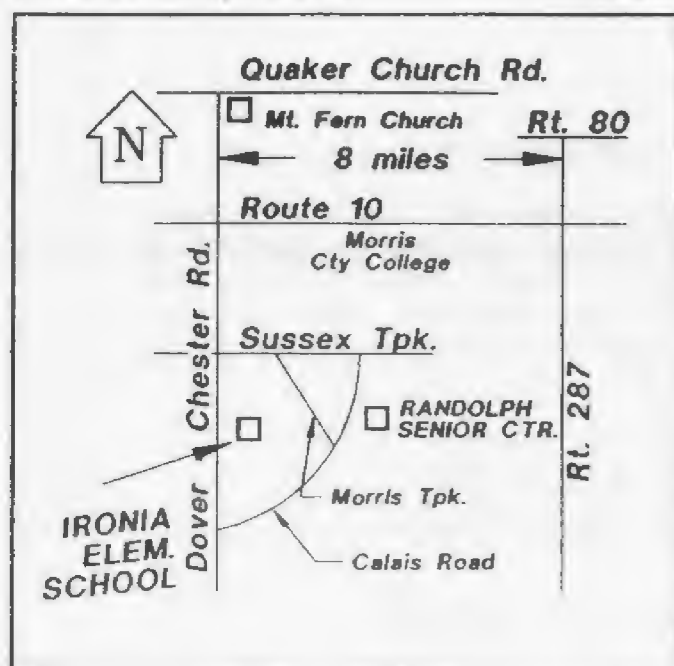 Quaker Church Rd.
N
Mt. Fern Church
Rt. 80
8 miles
Route 10
Morris
Cty College
Dover Chester Rd.
Sussex Tpk.
Rt. 287
RANDOLPH
SENIOR CTR.
Morris Tpk.
IRONIA
ELEM.
SCHOOL
Calais Road